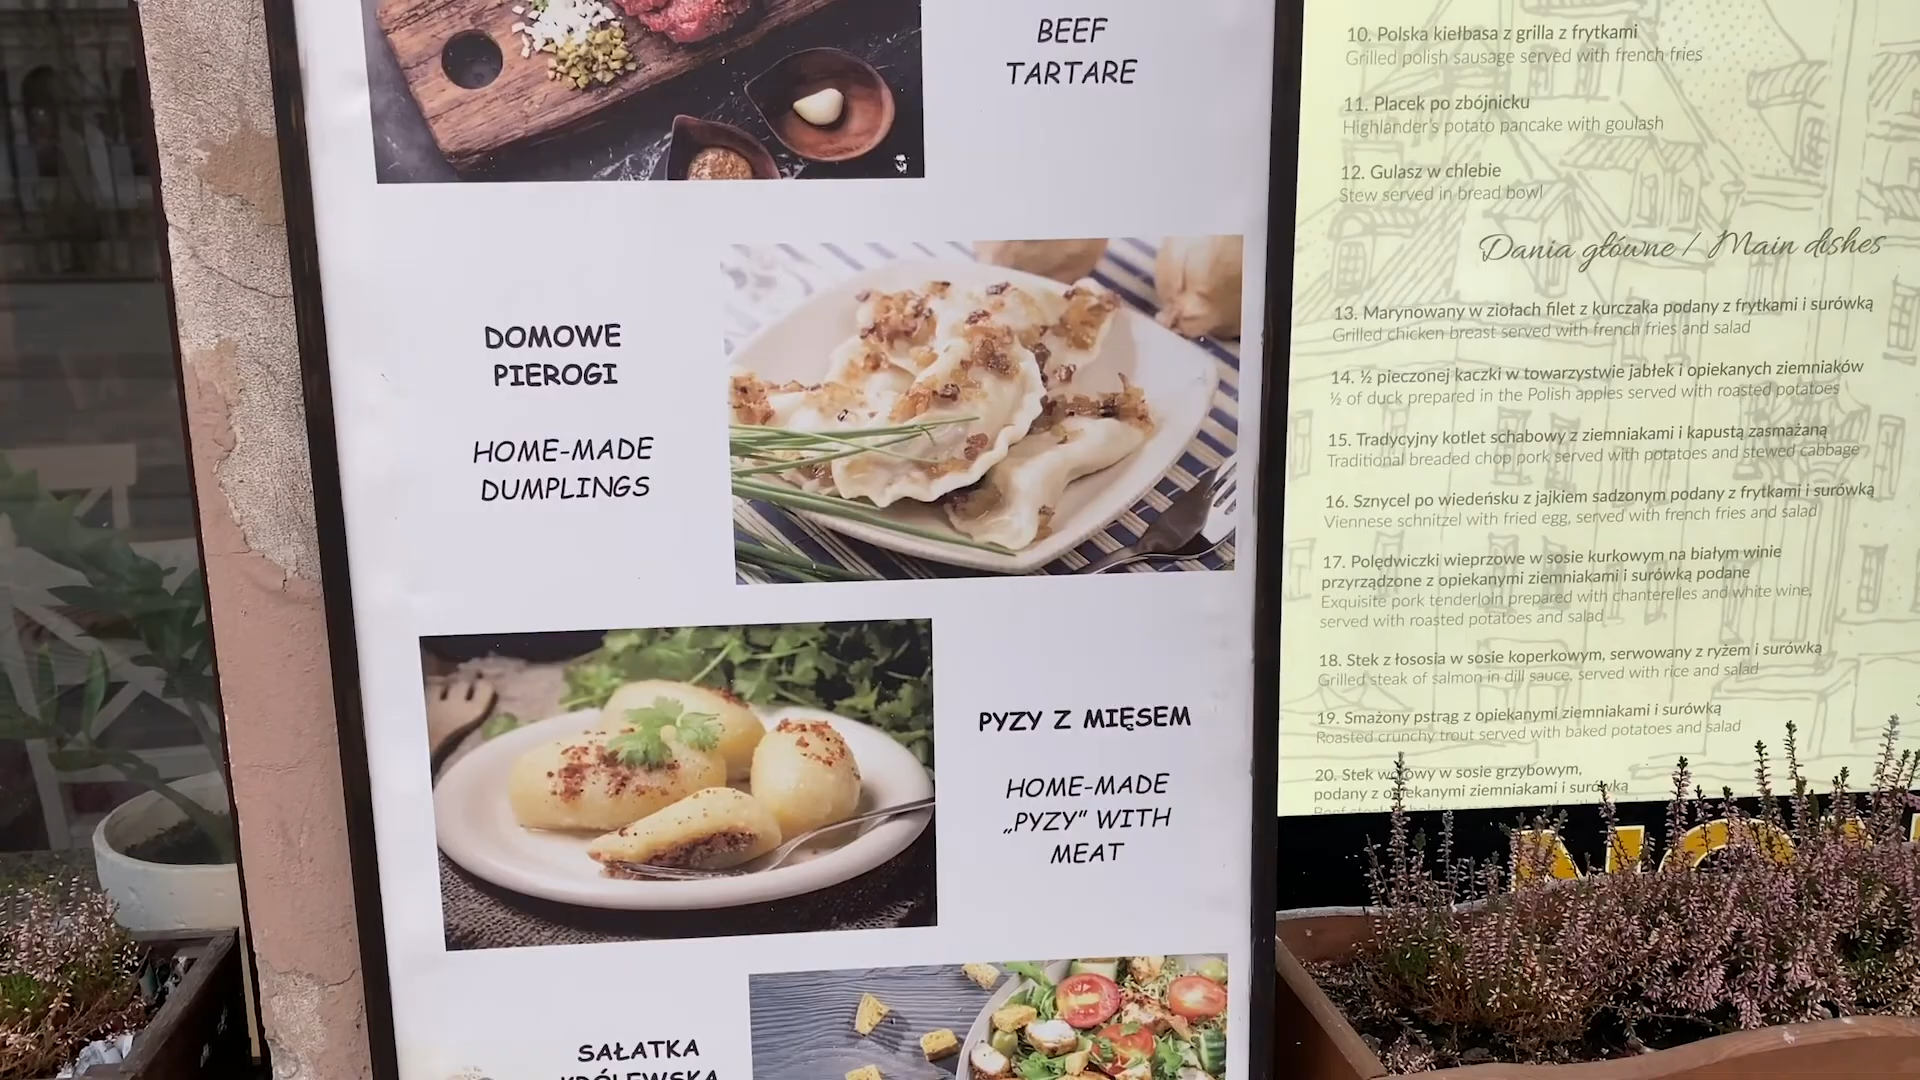 BEEF
TARTARE
DOMOWE
PIEROGI
HOME-MADE
DUMPLINGS
PYZY Z MIĘSEM
HOME-MADE
„PYZY" WITH
MEAT
SAŁATKA
KRÓLEWSKA
10. Polska kiełbasa z grilla z frytkami
Grilled polish sausage served with french fries
11. Placek po zbójnicku
Highlander's potato pancake with goulash
12. Gulasz w chlebie
Stew served in bread bowl
Dania główne / Main dishes
13. Marynowany w ziołach filet z kurczaka podany z frytkami i surówką
Grilled chicken breast served with french fries and salad
14. ½ pieczonej kaczki w towarzystwie jabłek i opiekanych ziemniaków
½ of duck prepared in the Polish apples served with roasted potatoes
15. Tradycyjny kotlet schabowy z ziemniakami i kapustą zasmażaną
Traditional breaded chop pork served with potatoes and stewed cabbage
16. Sznycel po wiedeńsku z jajkiem sadzonym podany z frytkami i surówką
Viennese schnitzel with fried egg, served with french fries and salad
17. Polędwiczki wieprzowe w sosie kurkowym na białym winie
przyrządzone z opiekanymi ziemniakami i surówką podane
Exquisite pork tenderloin prepared with chanterelles and white wine,
served with roasted potatoes and salad
18. Stek z łososia w sosie koperkowym, serwowany z ryżem i surówką
Grilled steak of salmon in dill sauce, served with rice and salad
19. Smażony pstrąg z opiekanymi ziemniakami i surówką
Roasted crunchy trout served with baked potatoes and salad
20. Stek wołowy w sosie grzybowym,
podany z opiekanymi ziemniakami i surówką